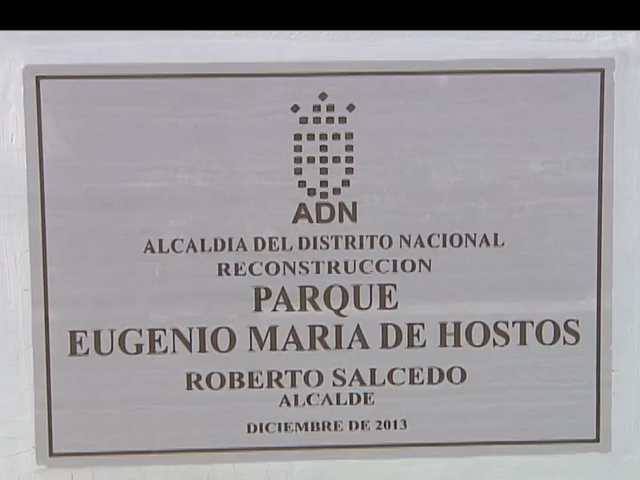 ADN
ALCALDIA DEL DISTRITO NACIONAL
RECONSTRUCCION
PARQUE
EUGENIO MARIA DE HOSTOS
ROBERTO SALCEDO
ALCALDE
DICIEMBRE DE 2013